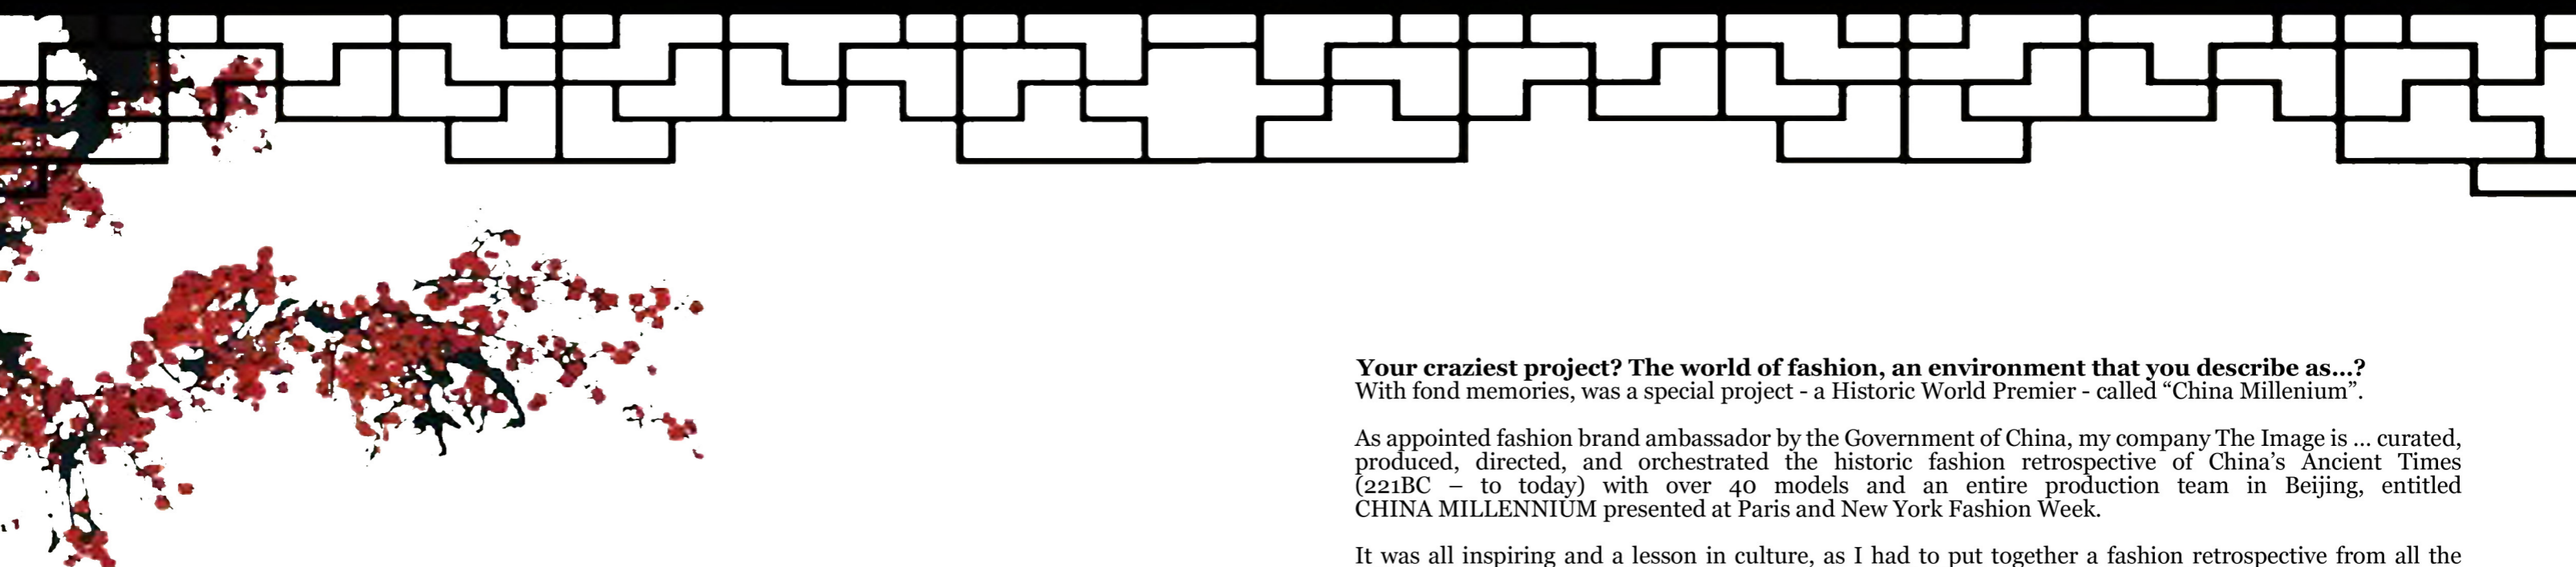 Your craziest project? The world of fashion, an environment that you describe as...?
With fond memories, was a special project - a Historic World Premier - called “China Millenium”.
As appointed fashion brand ambassador by the Government of China, my company The Image is ... curated,
produced, directed, and orchestrated the historic fashion retrospective of China’s Ancient Times
(221BC – to today) with over 40 models and an entire production team in Beijing, entitled
CHINA MILLENNIUM presented at Paris and New York Fashion Week.
It was all inspiring and a lesson in culture, as I had to put together a fashion retrospective from all the